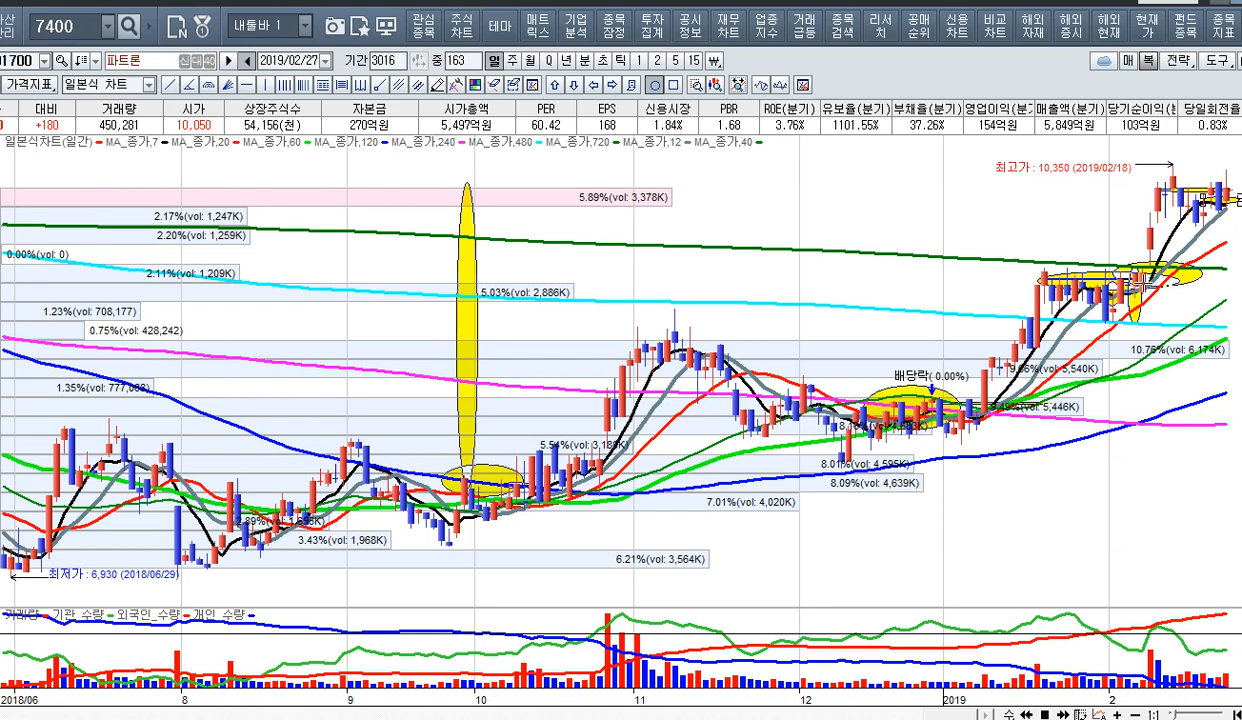 7400 내툴바 1 관심종목 주식차트 테마 매트릭스 기업분석 종목잠정 투자집계 공시정보 재무차트 업종지수 거래급등 종목검색 리서치 공매순위 신용차트 비교차트 해외자재 해외증시 해외현재 현재가 펀드종목 종목지표
파트론 신대40 2019/02/27 기간 3016 중 163 일 주 월 Q 년 분 초 틱 1 2 5 15 매 복 전략 도구
가격지표 일본식 차트
대비 거래량 시가 상장주식수 자본금 시가총액 PER EPS 신용시장 PBR ROE(분기) 유보율(분기) 부채율(분기) 영업이익(분기 매출액(분기) 당기순이익( 당일회전율
+180 450,281 10,050 54,156(천) 270억원 5,497억원 60.42 168 1.84% 1.68 3.76% 1101.55% 37.26% 154억원 5,849억원 103억원 0.83%
일본식차트(일간) MA_종가,7 MA_종가,20 MA_종가,60 MA_종가,120 MA_종가,240 MA_종가,480 MA_종가,720 MA_종가,12 MA_종가,40
최고가 : 10,350 (2019/02/18)
5.89%(vol: 3,378K)
2.17%(vol: 1,247K)
2.20%(vol: 1,259K)
0.00%(vol: 0)
2.11%(vol: 1,209K)
5.03%(vol: 2,886K)
1.23%(vol: 708,177)
0.75%(vol: 428,242)
10.76%(vol: 6,174K)
9.66%(vol: 5,540K)
배당락( 0.00%)
1.35%(vol: 777,068)
9.49%(vol: 5,446K)
8.01%(vol: 4,595K)
8.09%(vol: 4,639K)
7.01%(vol: 4,020K)
3.43%(vol: 1,968K)
6.21%(vol: 3,564K)
최저가 : 6,930 (2018/06/29)
거래량 기관_수량 외국인_수량 개인_수량
2018/06 8 9 10 11 12 2019 2
수 1:1